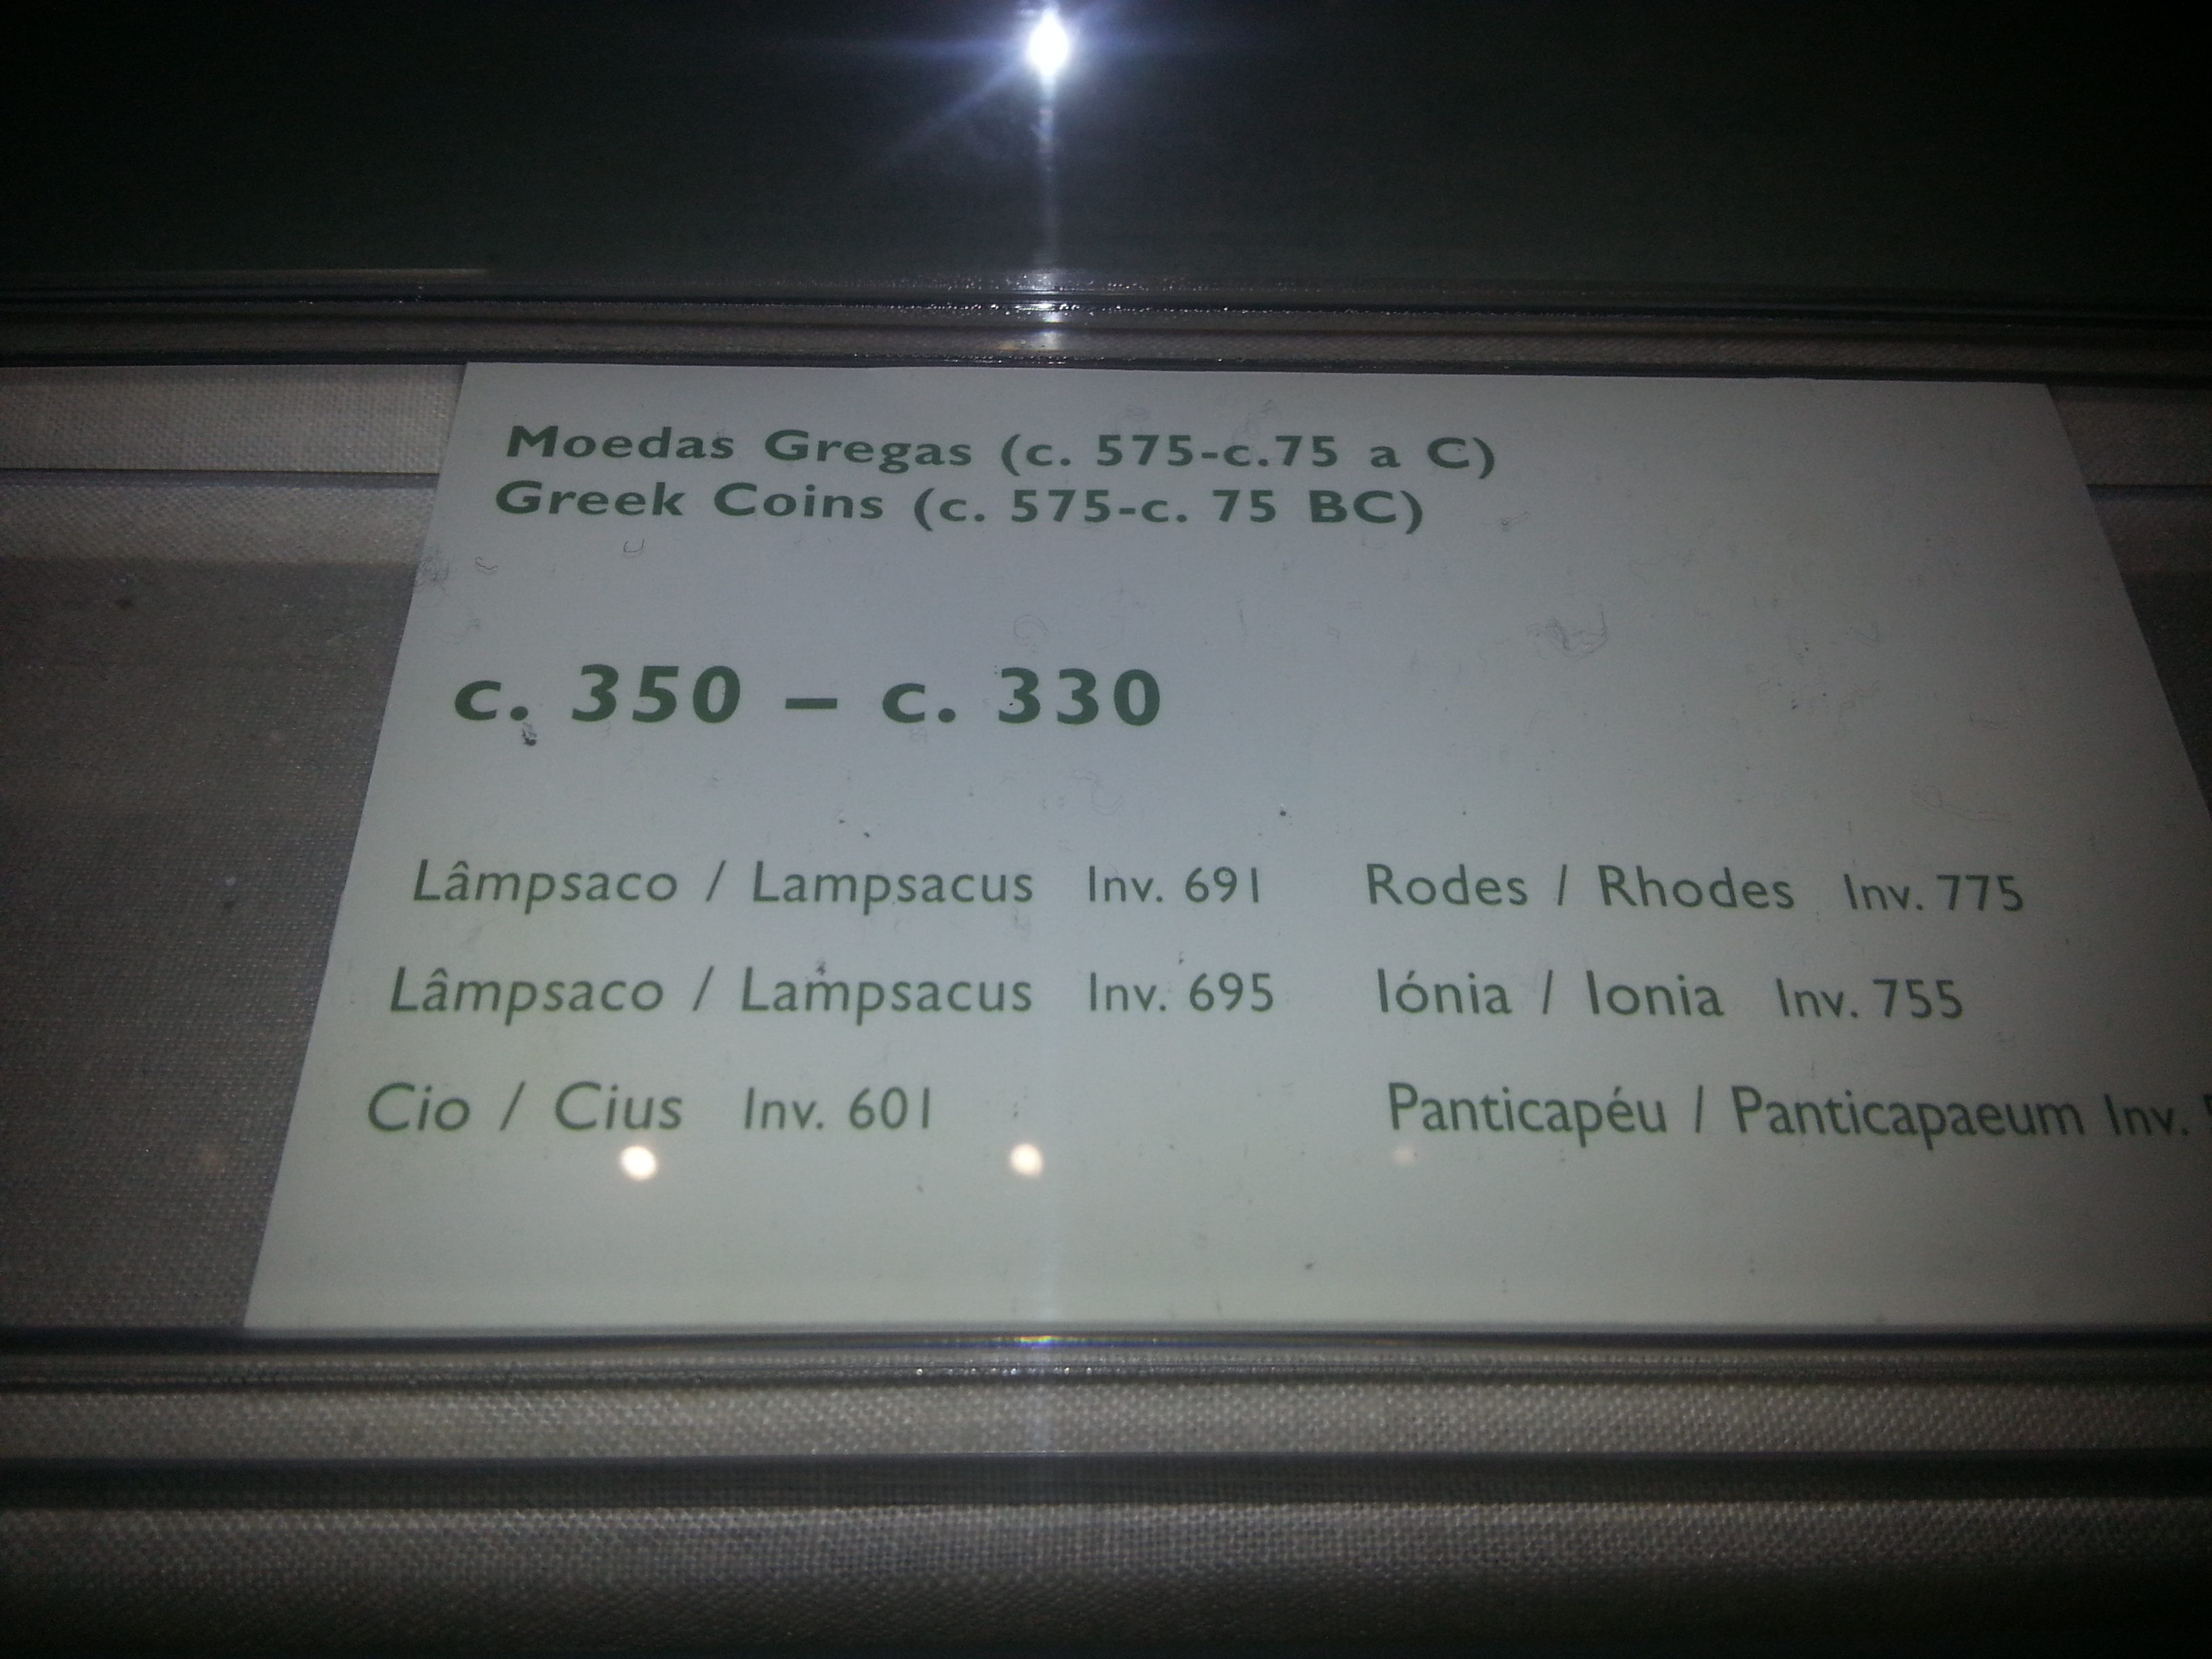 Moedas Gregas (c. 575-c.75 a C)
Greek Coins (c. 575-c. 75 BC)
c. 350 – c. 330
Lâmpsaco / Lampsacus Inv. 691
Rodes / Rhodes Inv. 775
Lâmpsaco / Lampsacus Inv. 695
Iónia / Ionia Inv. 755
Cio / Cius Inv. 601
Panticapéu / Panticapaeum Inv.